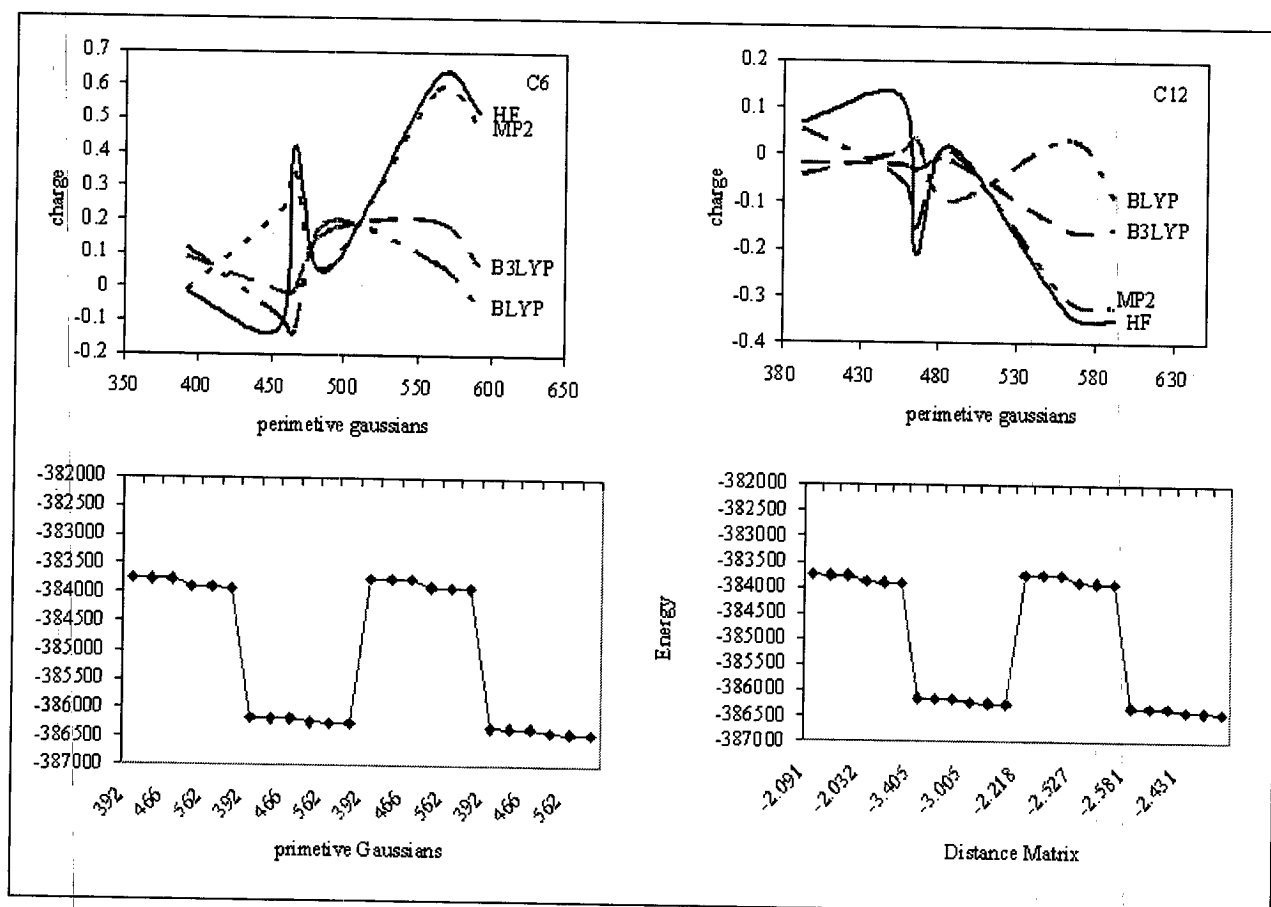 0.7
0.6
0.5
0.4
0.3
0.2
0.1
0
-0.1
-0.2
charge
C6
HF
MP2
B3LYP
BLYP
350 400 450 500 550 600 650
perimetive gaussians
0.2
0.1
0
-0.1
-0.2
-0.3
-0.4
charge
C12
BLYP
B3LYP
MP2
HF
380 430 480 530 580 630
perimetive gaussians
-382000
-382500
-383000
-383500
-384000
-384500
-385000
-385500
-386000
-386500
-387000
392 466 562 392 466 562 392 466 562 392 466 562
primetive Gaussians
-382000
-382500
-383000
-383500
-384000
-384500
-385000
-385500
-386000
-386500
-387000
Energy
-2.091 -2.032 -3.405 -3.005 -2.218 -2.527 -2.581 -2.431
Distance Matrix